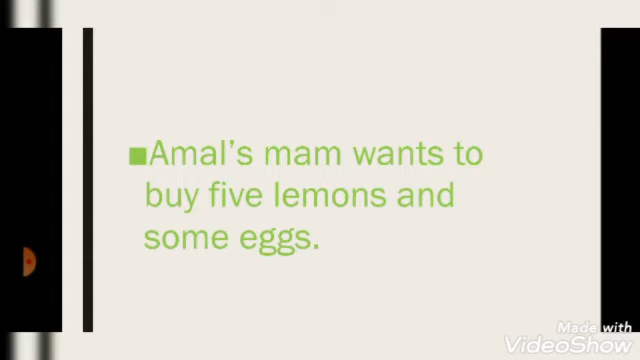 Amal's mam wants to
buy five lemons and
some eggs.
Made with
VideoShow